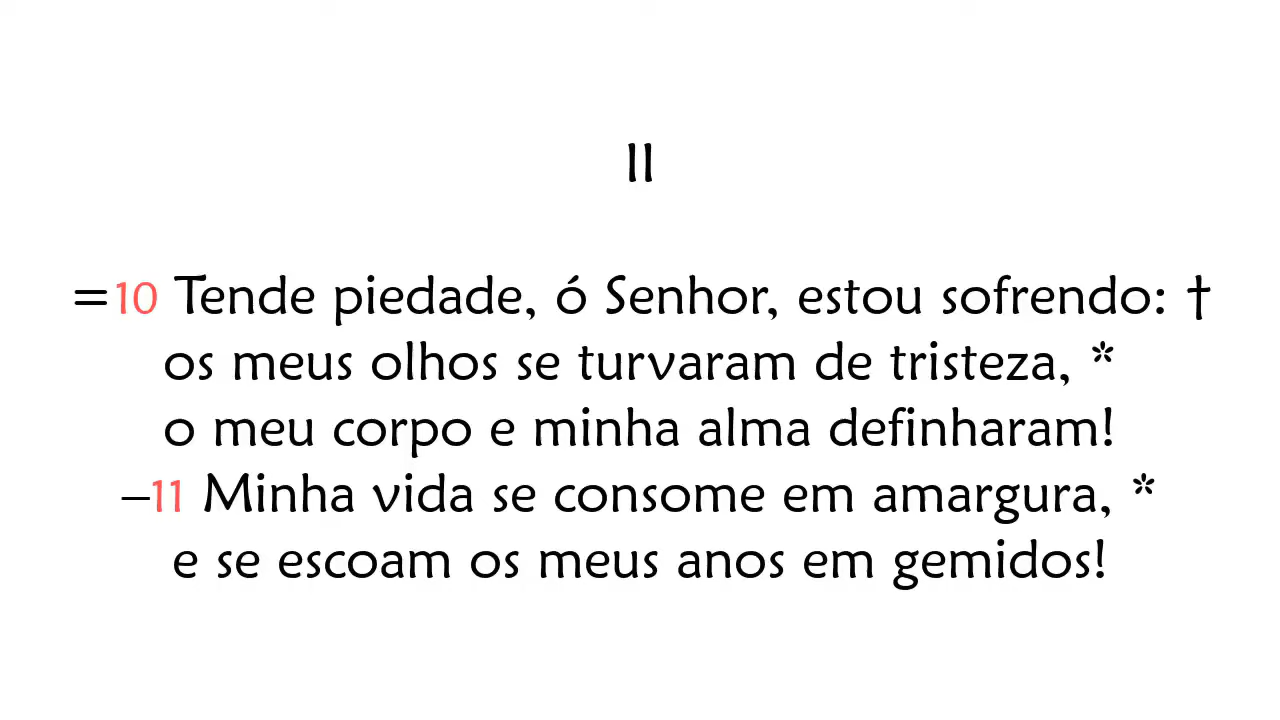 II
=10 Tende piedade, ó Senhor, estou sofrendo: †
os meus olhos se turvaram de tristeza, *
o meu corpo e minha alma definharam!
–11 Minha vida se consome em amargura, *
e se escoam os meus anos em gemidos!